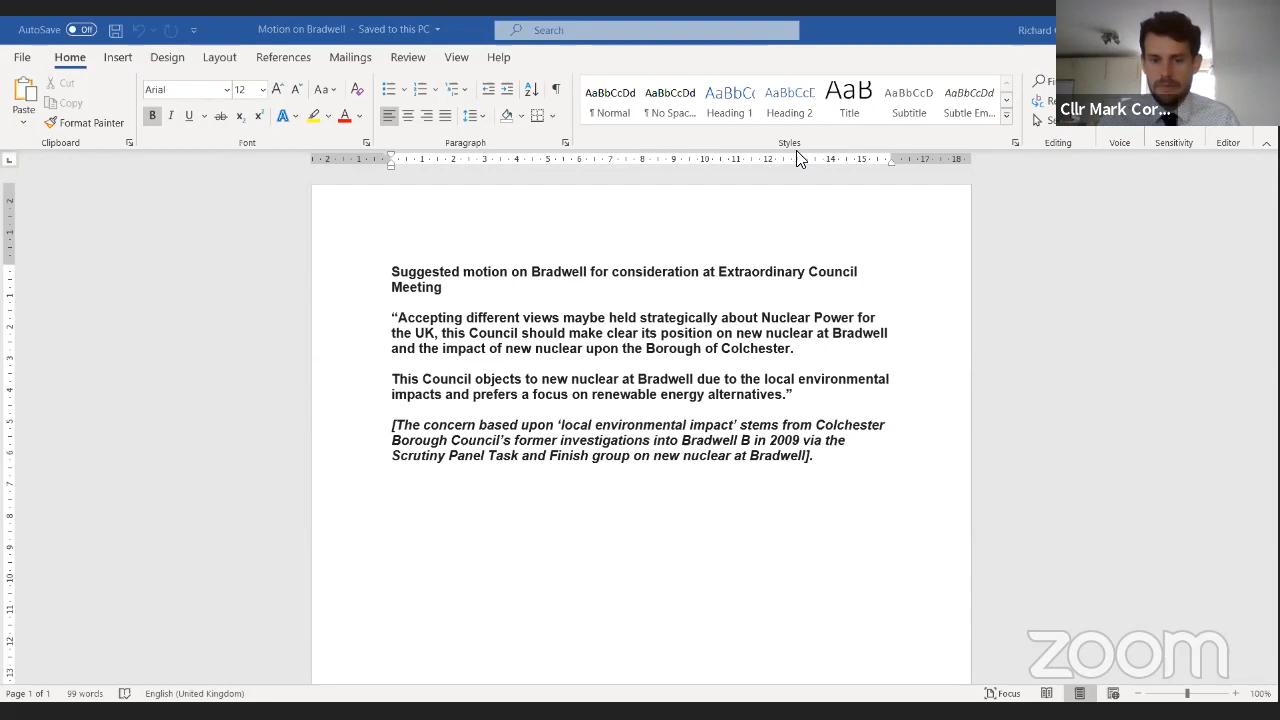 AutoSave Off
Motion on Bradwell - Saved to this PC
Search
Richard
File Home Insert Draw Design Layout References Mailings Review View Help
Cllr Mark Cor...
Paste
Cut
Copy
Format Painter
Clipboard
Arial 12
Font
Paragraph
AaBbCcDd AaBbCcDd AaBbCc AaBbCcD AaB AaBbCcD AaBbCcDd
¶ Normal ¶ No Spac... Heading 1 Heading 2 Title Subtitle Subtle Em...
Styles
Editing
Voice
Sensitivity
Editor
Suggested motion on Bradwell for consideration at Extraordinary Council
Meeting
“Accepting different views maybe held strategically about Nuclear Power for
the UK, this Council should make clear its position on new nuclear at Bradwell
and the impact of new nuclear upon the Borough of Colchester.
This Council objects to new nuclear at Bradwell due to the local environmental
impacts and prefers a focus on renewable energy alternatives.”
[The concern based upon ‘local environmental impact’ stems from Colchester
Borough Council’s former investigations into Bradwell B in 2009 via the
Scrutiny Panel Task and Finish group on new nuclear at Bradwell].
zoom
Page 1 of 1 99 words English (United Kingdom)
Focus
100%